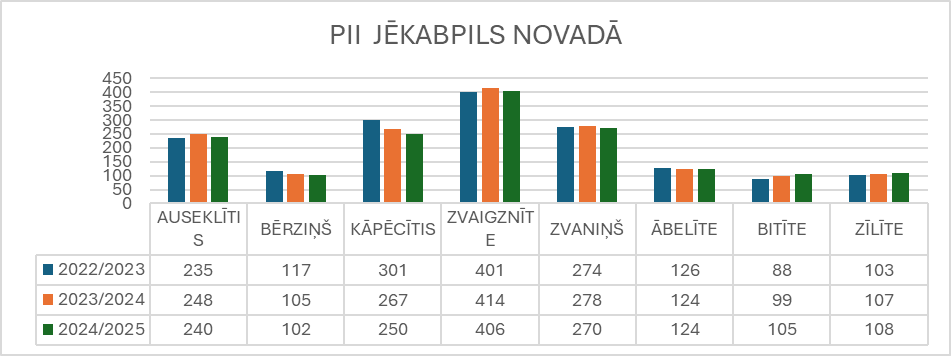 PII  JĒKABPILS NOVADĀ
450
400
350
300
250
200
150
100
50
0
AUSEKLĪTI
S
BĒRZIŅŠ
KĀPĒCĪTIS
ZVAIGZNĪT
E
ZVANIŅŠ
ĀBELĪTE
BITĪTE
ZĪLĪTE
2022/2023 235 117 301 401 274 126 88 103
2023/2024 248 105 267 414 278 124 99 107
2024/2025 240 102 250 406 270 124 105 108